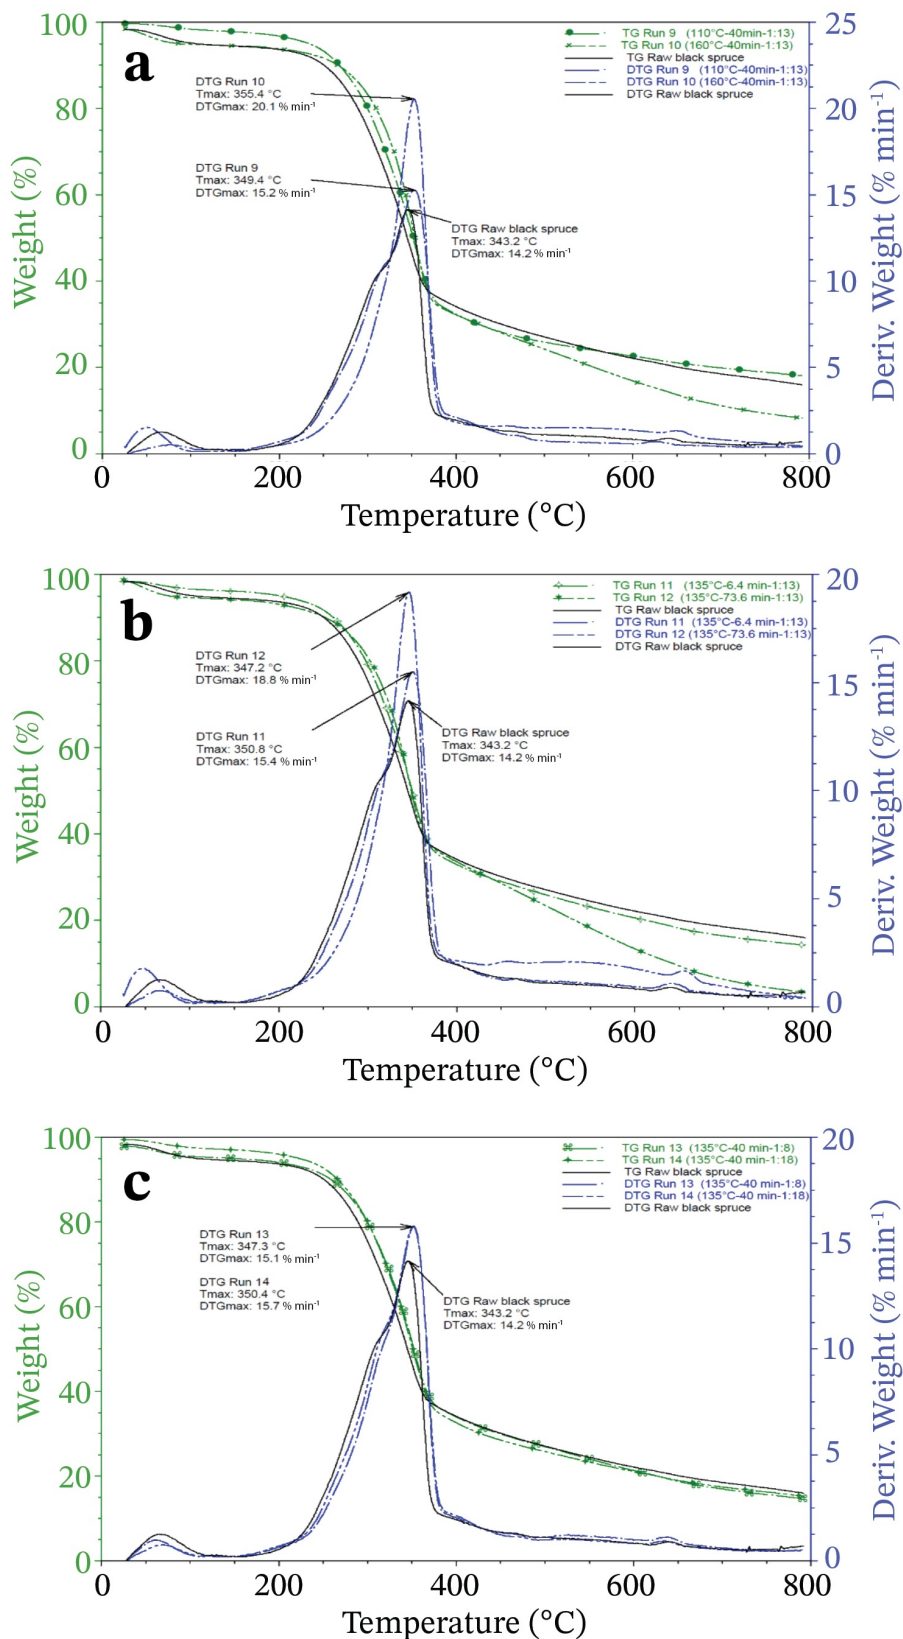 a
TG Run 9 (110°C-40min-1:13)
TG Run 10 (160°C-40min-1:13)
TG Raw black spruce
DTG Run 9 (110°C-40min-1:13)
DTG Run 10 (160°C-40min-1:13)
DTG Raw black spruce
DTG Run 10
Tmax: 355.4 °C
DTGmax: 20.1 % min-1
DTG Run 9
Tmax: 349.4 °C
DTGmax: 15.2 % min-1
DTG Raw black spruce
Tmax: 343.2 °C
DTGmax: 14.2 % min-1
Weight (%)
100
80
60
40
20
0
Deriv. Weight (% min-1)
25
20
15
10
5
0
0 200 400 600 800
Temperature (°C)
b
TG Run 11 (135°C-6.4 min-1:13)
TG Run 12 (135°C-73.6 min-1:13)
TG Raw black spruce
DTG Run 11 (135°C-6.4 min-1:13)
DTG Run 12 (135°C-73.6 min-1:13)
DTG Raw black spruce
DTG Run 12
Tmax: 347.2 °C
DTGmax: 18.8 % min-1
DTG Run 11
Tmax: 350.8 °C
DTGmax: 15.4 % min-1
DTG Raw black spruce
Tmax: 343.2 °C
DTGmax: 14.2 % min-1
Weight (%)
100
80
60
40
20
0
Deriv. Weight (% min-1)
20
15
10
5
0
0 200 400 600 800
Temperature (°C)
c
TG Run 13 (135°C-40 min-1:8)
TG Run 14 (135°C-40 min-1:18)
TG Raw black spruce
DTG Run 13 (135°C-40 min-1:8)
DTG Run 14 (135°C-40 min-1:18)
DTG Raw black spruce
DTG Run 13
Tmax: 347.3 °C
DTGmax: 15.1 % min-1
DTG Run 14
Tmax: 350.4 °C
DTGmax: 15.7 % min-1
DTG Raw black spruce
Tmax: 343.2 °C
DTGmax: 14.2 % min-1
Weight (%)
100
80
60
40
20
0
Deriv. Weight (% min-1)
20
15
10
5
0
0 200 400 600 800
Temperature (°C)